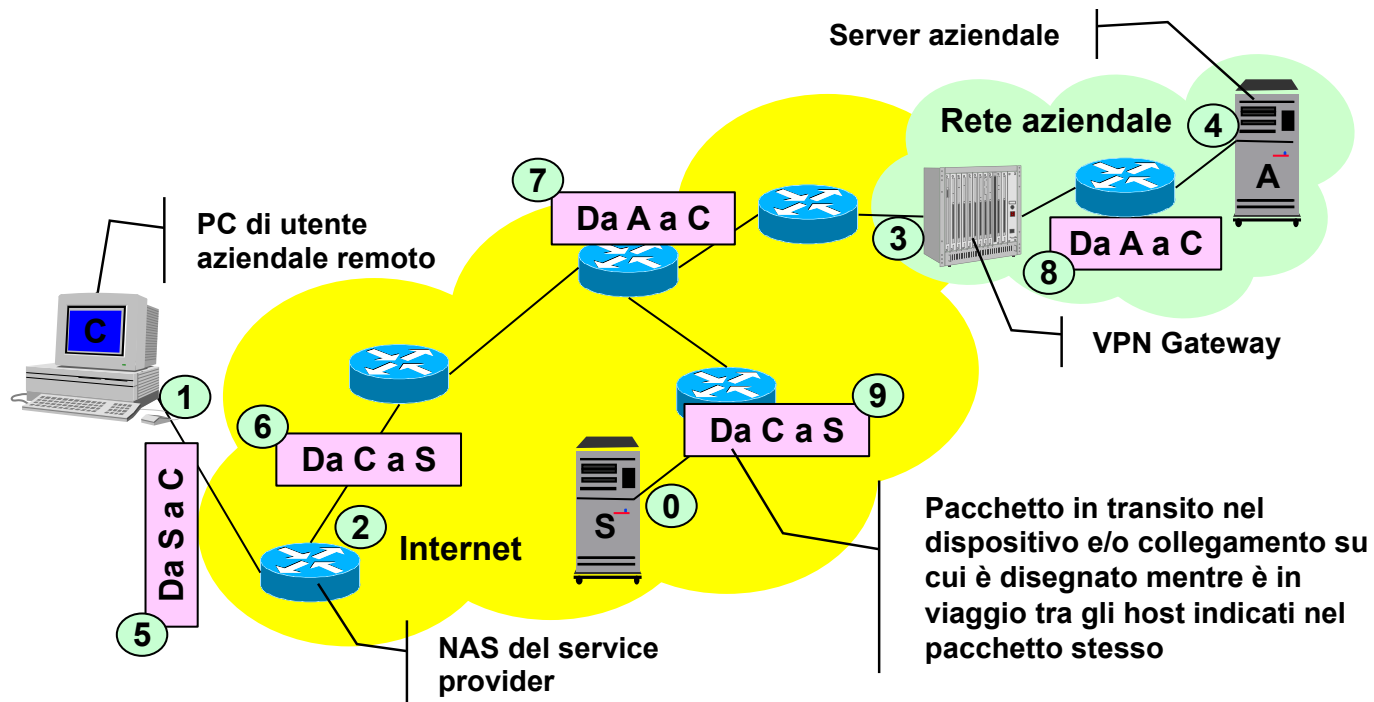 Server aziendale
Rete aziendale
4
A
7
Da A a C
3
Da A a C
8
PC di utente
aziendale remoto
VPN Gateway
C
1
6
Da C a S
9
Da C a S
Da S a C
5
2
Internet
S
0
Pacchetto in transito nel
dispositivo e/o collegamento su
cui è disegnato mentre è in
viaggio tra gli host indicati nel
pacchetto stesso
NAS del service
provider